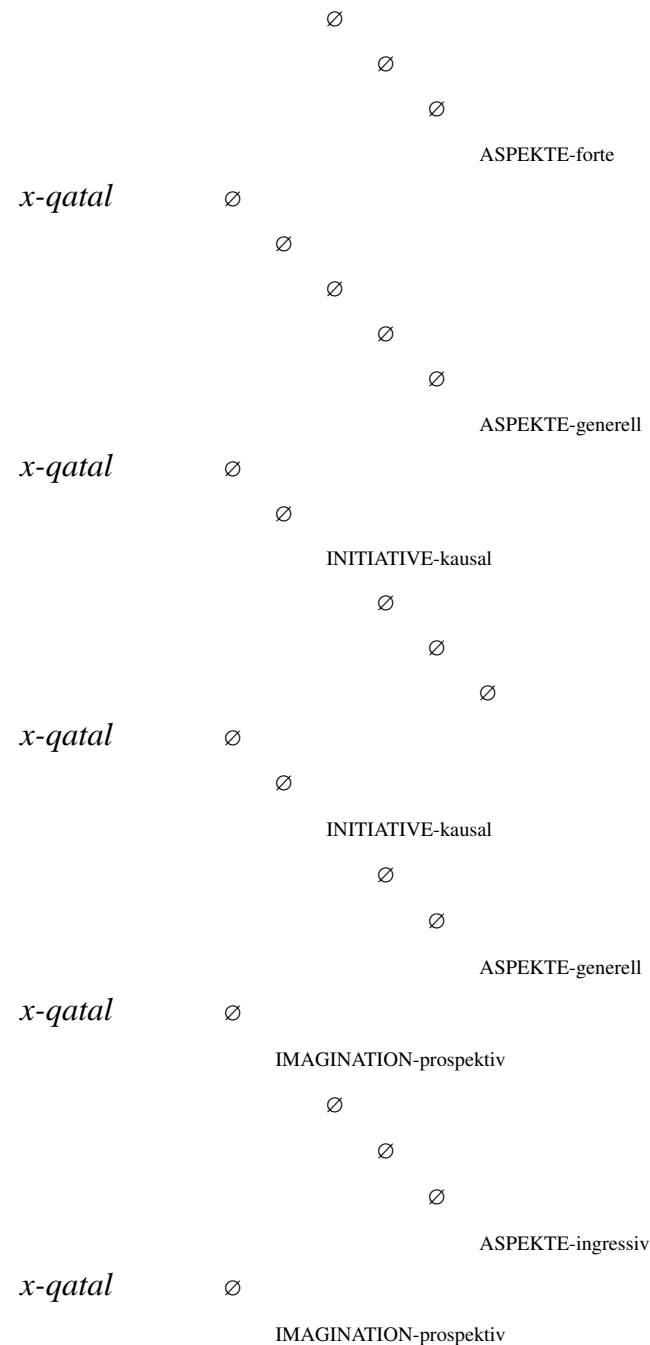 ∅
∅
∅
ASPEKTE-forte
x-qatal ∅
∅
∅
∅
∅
ASPEKTE-generell
x-qatal ∅
∅
INITIATIVE-kausal
∅
∅
∅
x-qatal ∅
∅
INITIATIVE-kausal
∅
∅
ASPEKTE-generell
x-qatal ∅
IMAGINATION-prospektiv
∅
∅
∅
ASPEKTE-ingressiv
x-qatal ∅
IMAGINATION-prospektiv